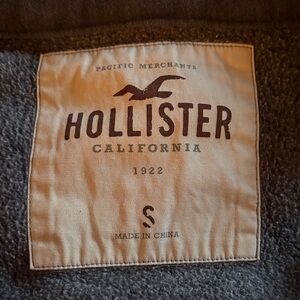 PACIFIC MERCHANTS
HOLLISTER
CALIFORNIA
1922
S
MADE IN CHINA